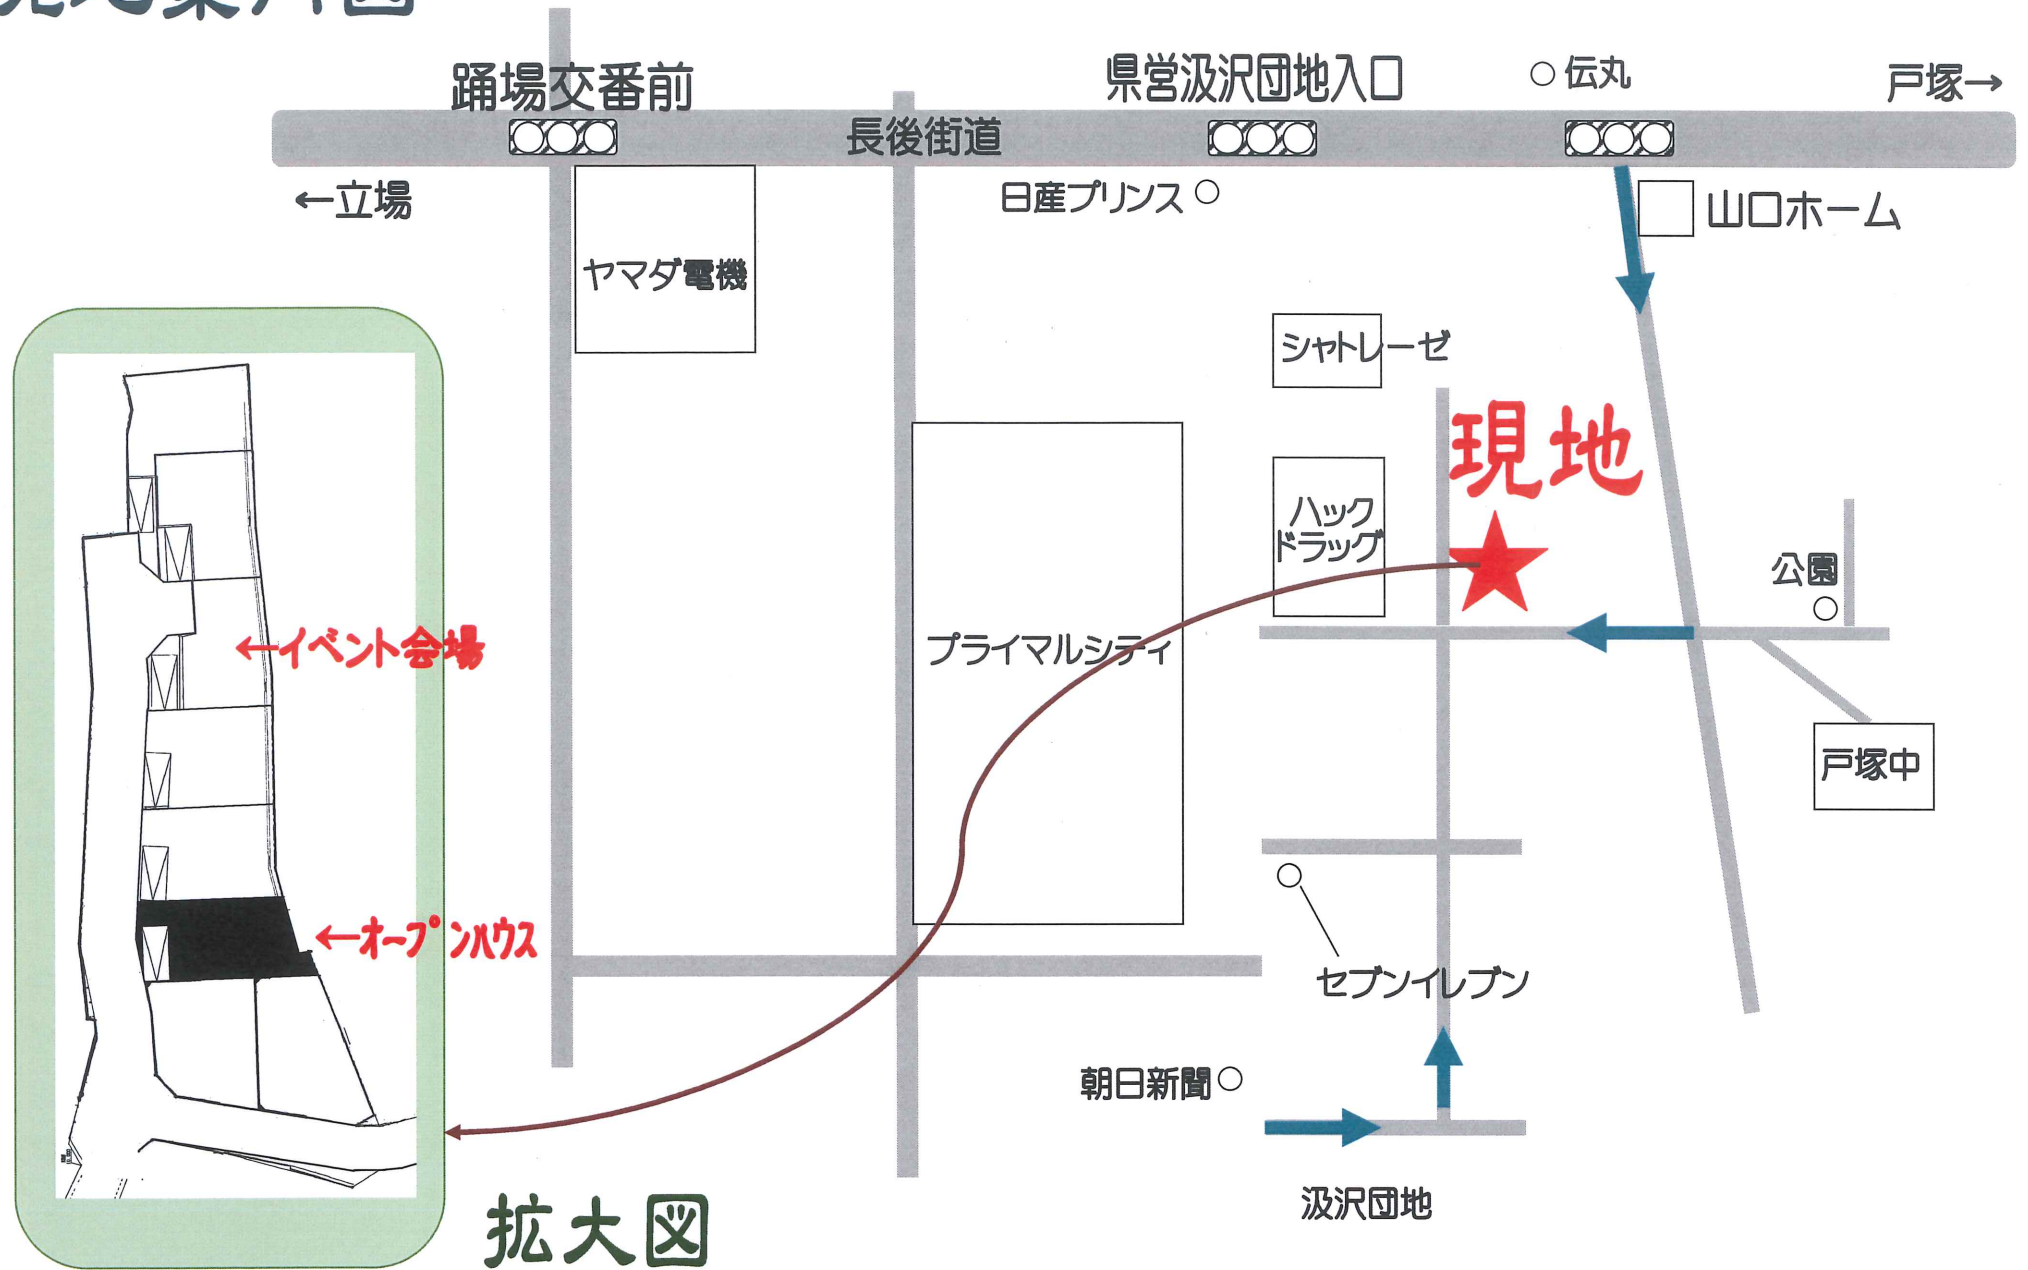 現地案内図
踊場交番前
県営汲沢団地入口
○伝丸
戸塚→
長後街道
←立場
日産プリンス○
山口ホーム
ヤマダ電機
シャトレーゼ
現地
ハック
ドラッグ
公園
プライマルシティ
←イベント会場
戸塚中
←オープンハウス
セブンイレブン
朝日新聞○
汲沢団地
拡大図